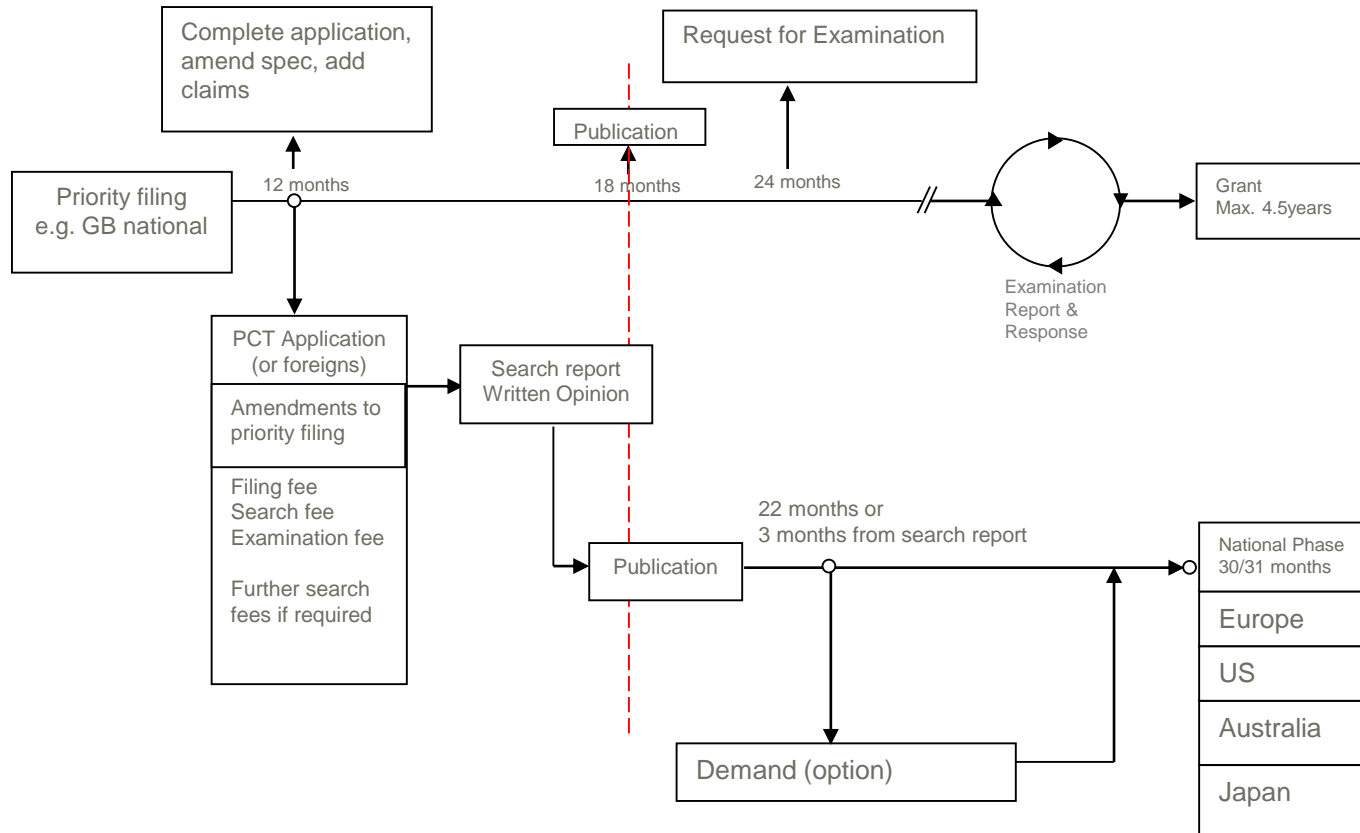 Complete application,
amend spec, add
claims
Request for Examination
Publication
12 months
18 months
24 months
Priority filing
e.g. GB national
Grant
Max. 4.5years
Examination
Report &
Response
PCT Application
(or foreigns)
Amendments to
priority filing
Filing fee
Search fee
Examination fee
Further search
fees if required
Search report
Written Opinion
Publication
22 months or
3 months from search report
Demand (option)
National Phase
30/31 months
Europe
US
Australia
Japan